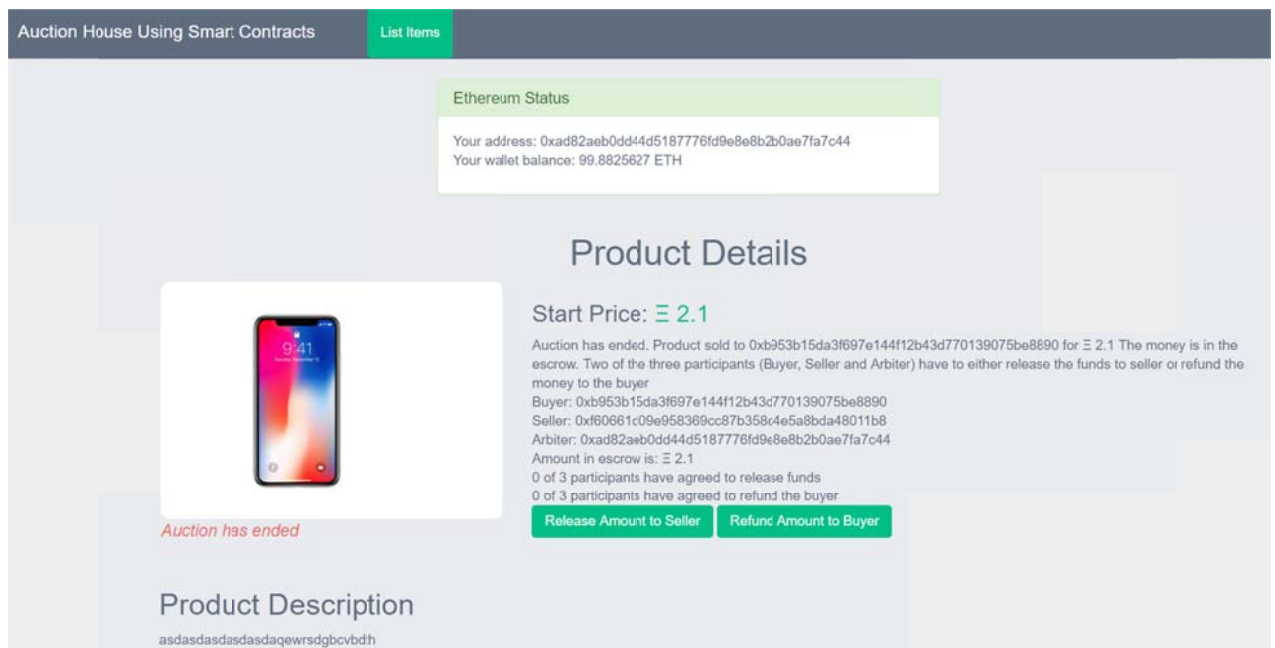 Auction House Using Smart Contracts
List Items
Ethereum Status
Your address: 0xad82aeb0dd44d5187776fd9e8e8b2b0ae7fa7c44
Your wallet balance: 99.8825627 ETH
Product Details
9:41
Start Price: Ξ 2.1
Auction has ended. Product sold to 0xb953b15da3f697e144f12b43d770139075be8890 for Ξ 2.1 The money is in the
escrow. Two of the three participants (Buyer, Seller and Arbiter) have to either release the funds to seller or refund the
money to the buyer
Buyer: 0xb953b15da3f697e144f12b43d770139075be8890
Seller: 0xf60661c09e958369cc87b358c4e5a8bda48011b8
Arbiter: 0xad82aeb0dd44d5187776fd9e8e8b2b0ae7fa7c44
Amount in escrow is: Ξ 2.1
0 of 3 participants have agreed to release funds
0 of 3 participants have agreed to refund the buyer
Release Amount to Seller
Refund Amount to Buyer
Auction has ended
Product Description
asdasdasdasdasdaqewrsdgbcvbdth